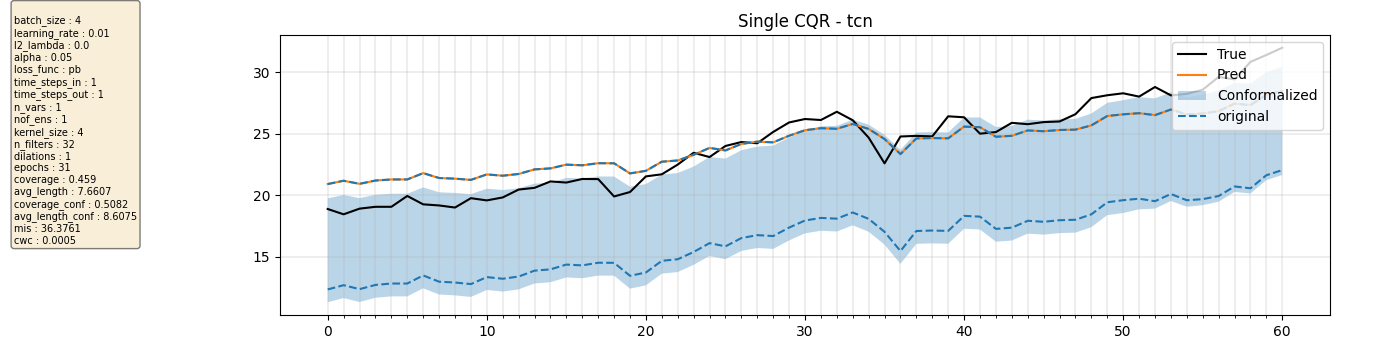 batch_size : 4
learning_rate : 0.01
l2_lambda : 0.0
alpha : 0.05
loss_func : pb
time_steps_in : 1
time_steps_out : 1
n_vars : 1
nof_ens : 1
kernel_size : 4
n_filters : 32
dilations : 1
epochs : 31
coverage : 0.459
avg_length : 7.6607
coverage_conf : 0.5082
avg_length_conf : 8.6075
mis : 36.3761
cwc : 0.0005
Single CQR - tcn
30
25
20
15
0 10 20 30 40 50 60
True
Pred
Conformalized
original